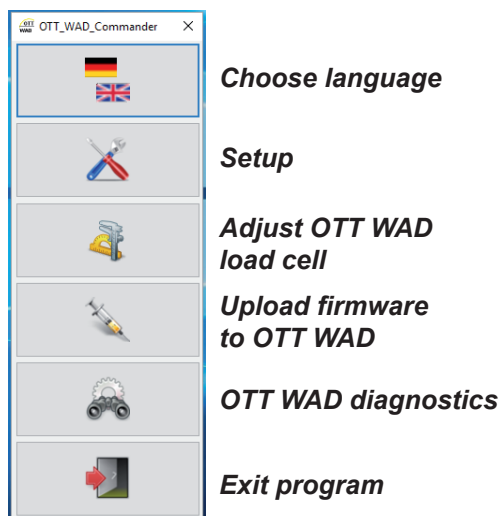 OTT
WAD OTT_WAD_Commander
Choose language
Setup
Adjust OTT WAD
load cell
Upload firmware
to OTT WAD
OTT WAD diagnostics
Exit program